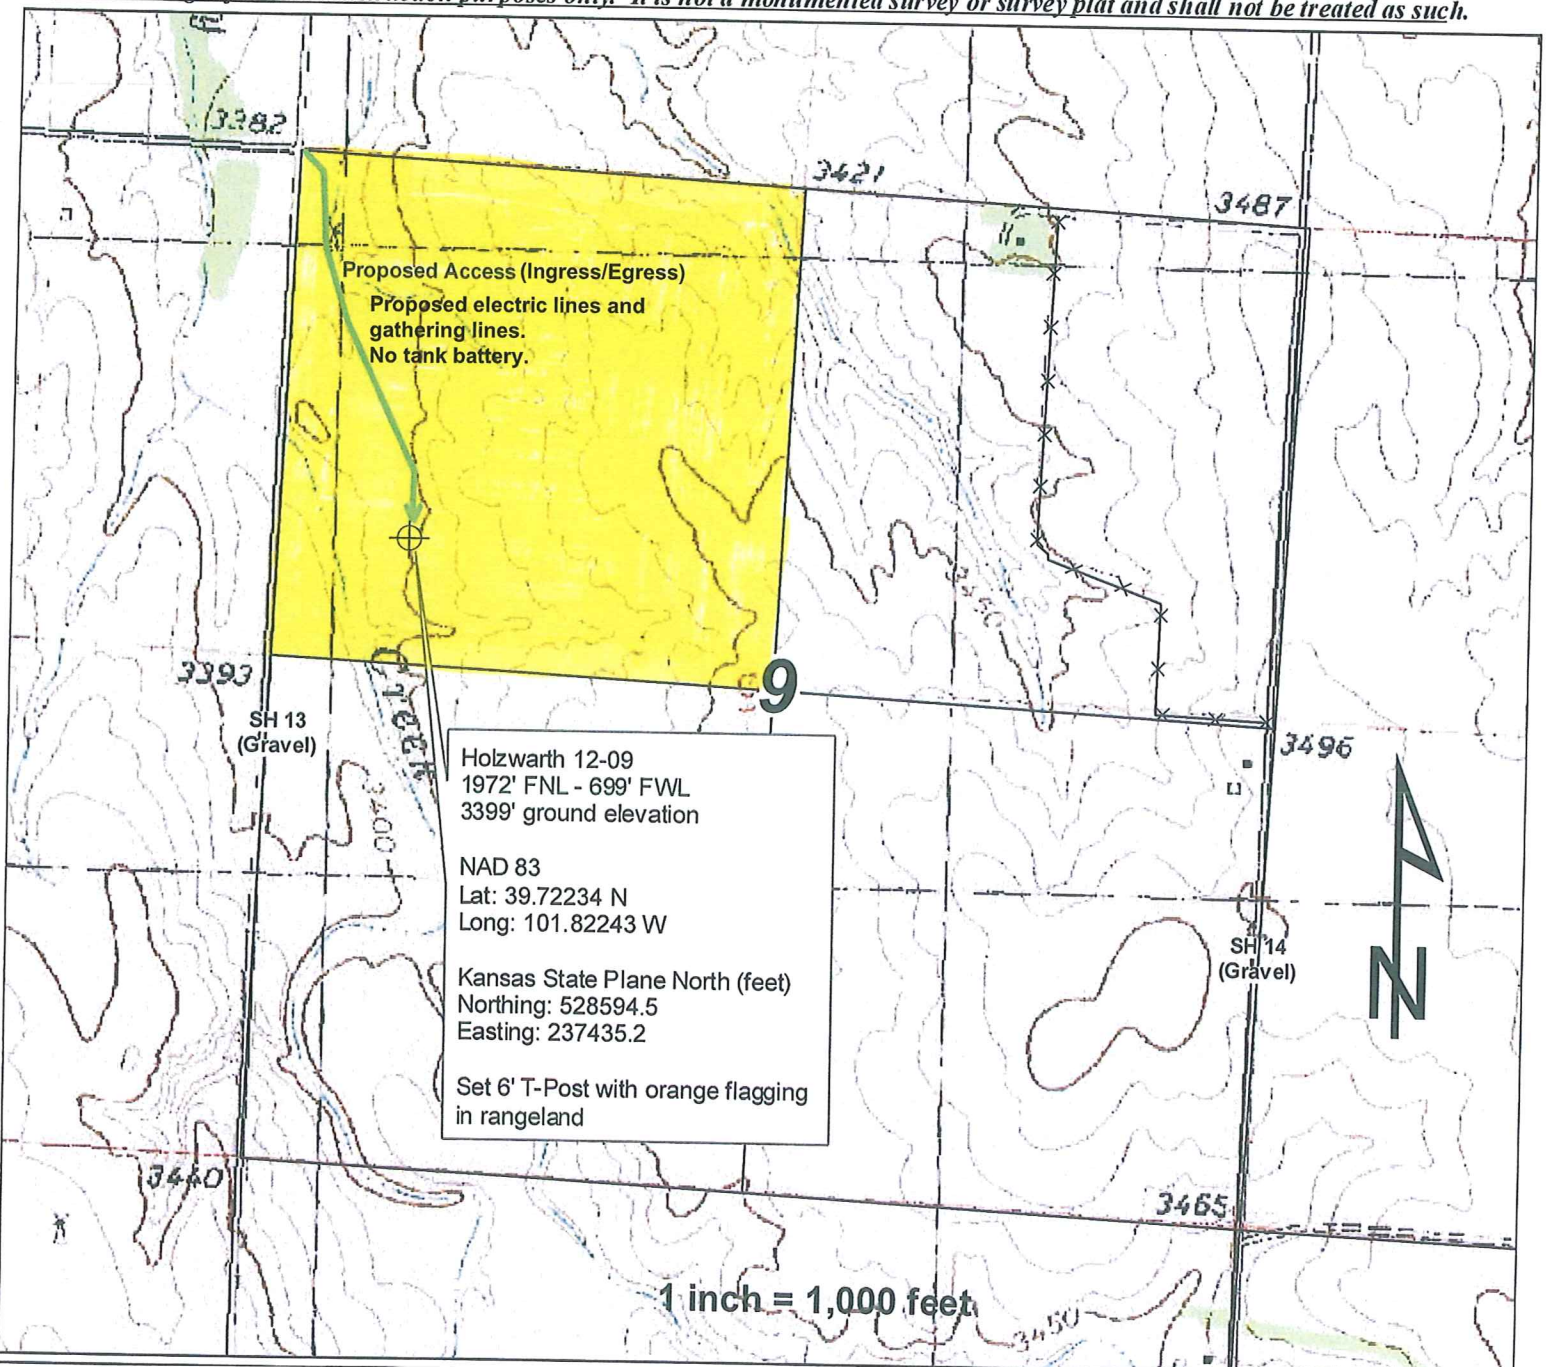 purposes only. It is not a monumented survey or survey plat and shall not be treated as such.
3382
3421
3487
Proposed Access (Ingress/Egress)
Proposed electric lines and
gathering lines.
No tank battery.
3450
3393
9
SH 13
(Gravel)
3496
3400
Holzwarth 12-09
1972' FNL - 699' FWL
3399' ground elevation
NAD 83
Lat: 39.72234 N
Long: 101.82243 W
Kansas State Plane North (feet)
Northing: 528594.5
Easting: 237435.2
Set 6' T-Post with orange flagging
in rangeland
SH 14
(Gravel)
N
3440
3465
1 inch = 1,000 feet
3450